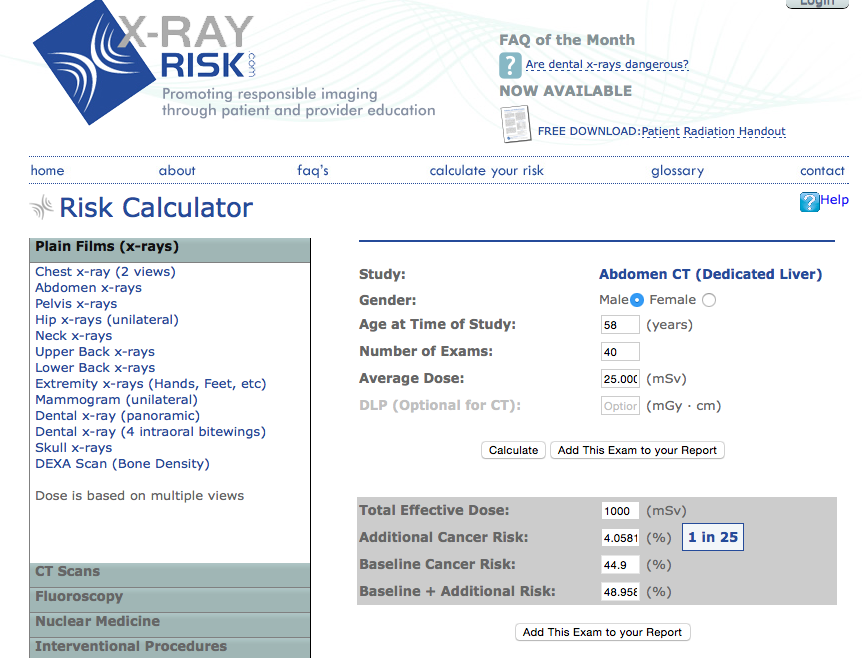 Login
X-RAY
RISK.COM
Promoting responsible imaging
through patient and provider education
FAQ of the Month
? Are dental x-rays dangerous?
NOW AVAILABLE
FREE DOWNLOAD:Patient Radiation Handout
home about faq's calculate your risk glossary contact
Risk Calculator
? Help
Plain Films (x-rays)
Chest x-ray (2 views)
Abdomen x-rays
Pelvis x-rays
Hip x-rays (unilateral)
Neck x-rays
Upper Back x-rays
Lower Back x-rays
Extremity x-rays (Hands, Feet, etc)
Mammogram (unilateral)
Dental x-ray (panoramic)
Dental x-ray (4 intraoral bitewings)
Skull x-rays
DEXA Scan (Bone Density)
Dose is based on multiple views
CT Scans
Fluoroscopy
Nuclear Medicine
Interventional Procedures
Study: Abdomen CT (Dedicated Liver)
Gender: Male Female
Age at Time of Study: 58 (years)
Number of Exams: 40
Average Dose: 25.000 (mSv)
DLP (Optional for CT): Option (mGy · cm)
Calculate Add This Exam to your Report
Total Effective Dose: 1000 (mSv)
Additional Cancer Risk: 4.0581 (%) 1 in 25
Baseline Cancer Risk: 44.9 (%)
Baseline + Additional Risk: 48.958 (%)
Add This Exam to your Report